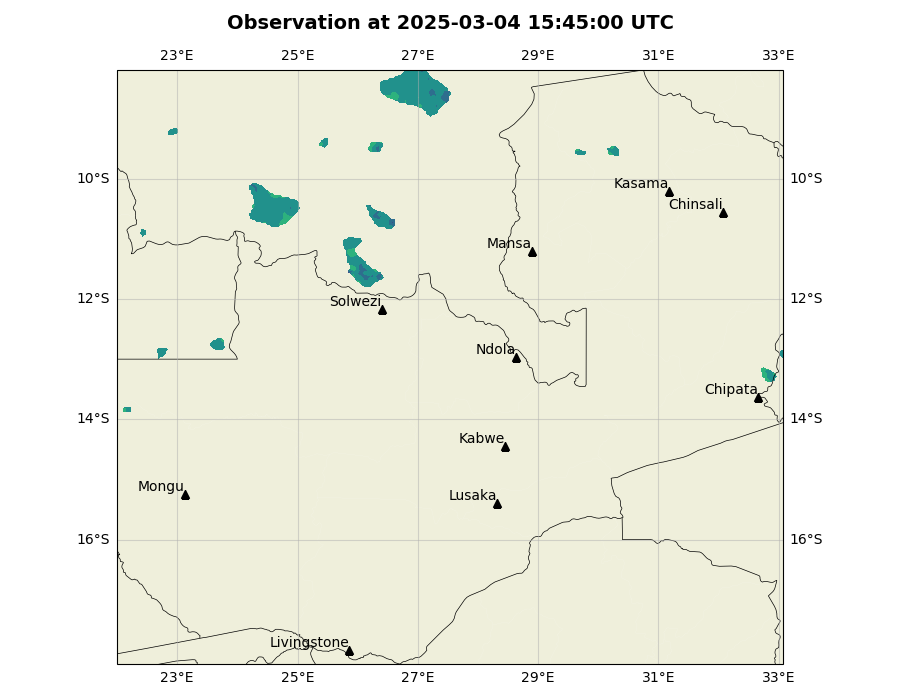 Observation at 2025-03-04 15:45:00 UTC
23°E 25°E 27°E 29°E 31°E 33°E
10°S 10°S
Kasama
Chinsali
Mansa
12°S 12°S
Solwezi
Ndola
Chipata
14°S 14°S
Kabwe
Mongu
Lusaka
16°S 16°S
Livingstone
23°E 25°E 27°E 29°E 31°E 33°E